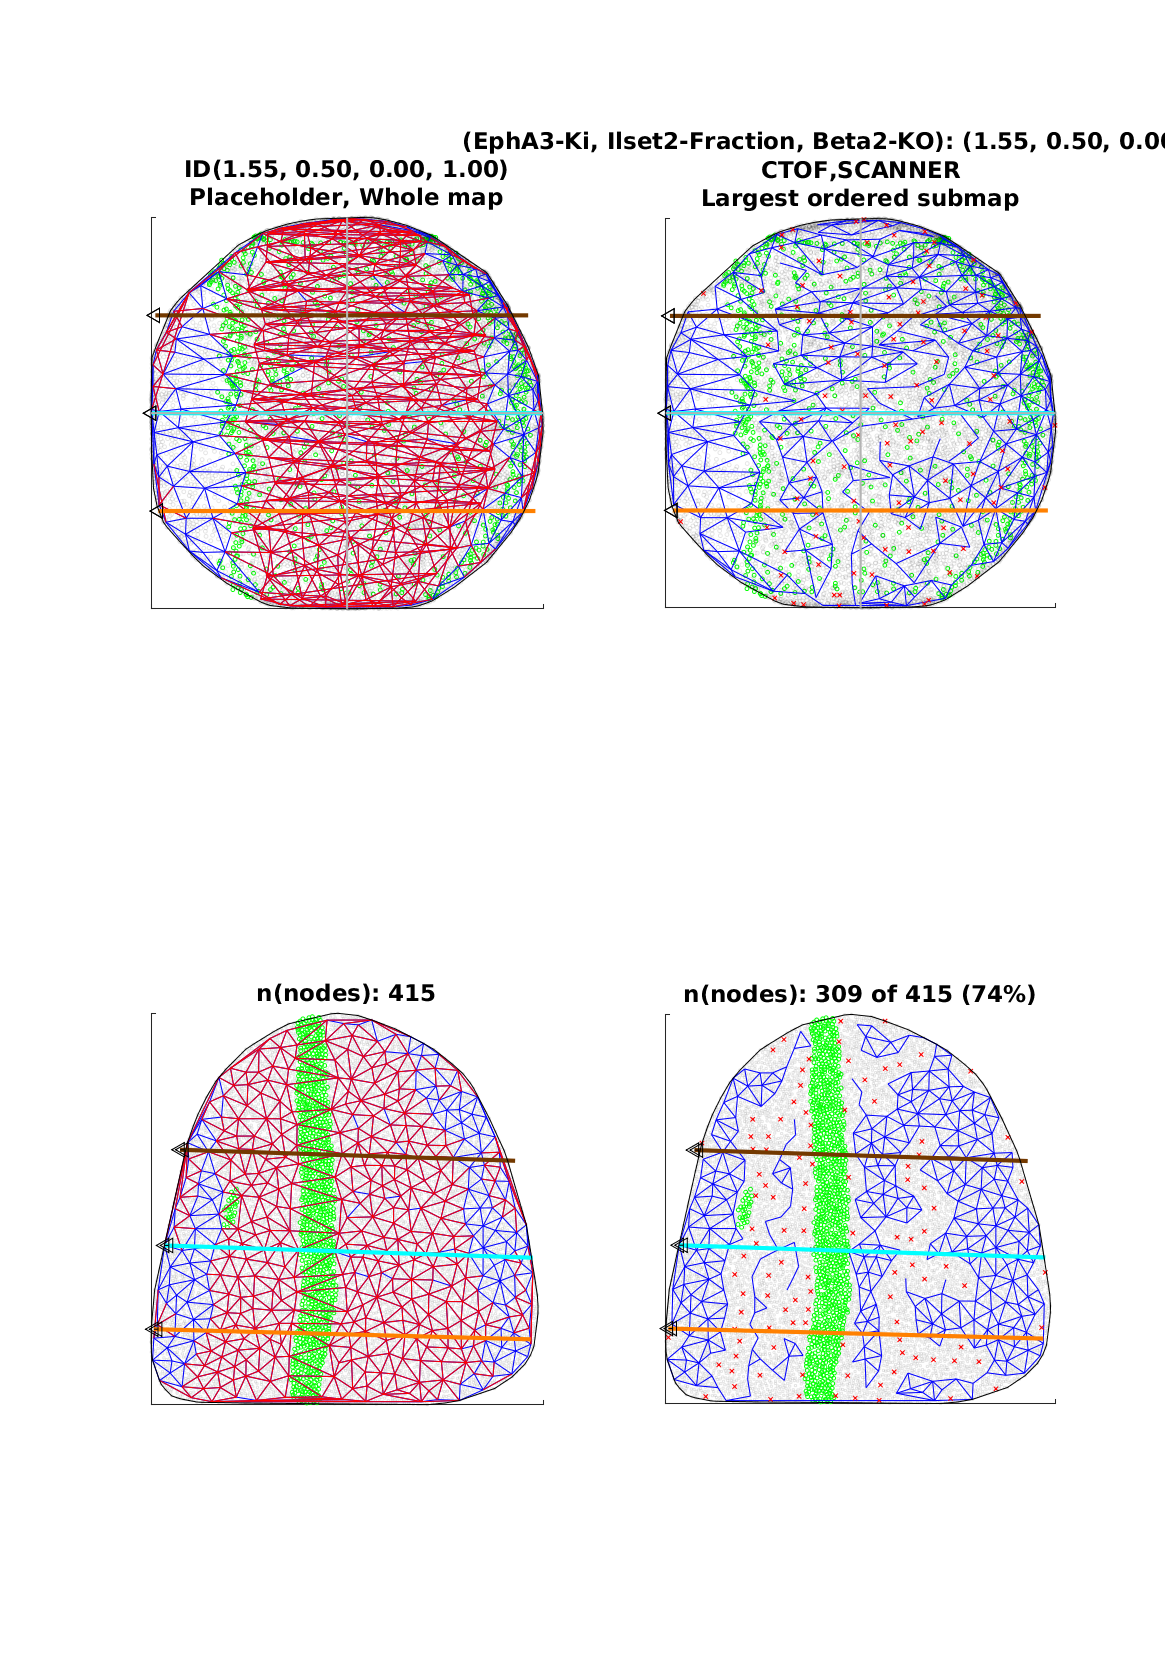 (EphA3-Ki, Ilset2-Fraction, Beta2-KO): (1.55, 0.50, 0.00
ID(1.55, 0.50, 0.00, 1.00)
Placeholder, Whole map
CTOF,SCANNER
Largest ordered submap
n(nodes): 415
n(nodes): 309 of 415 (74%)